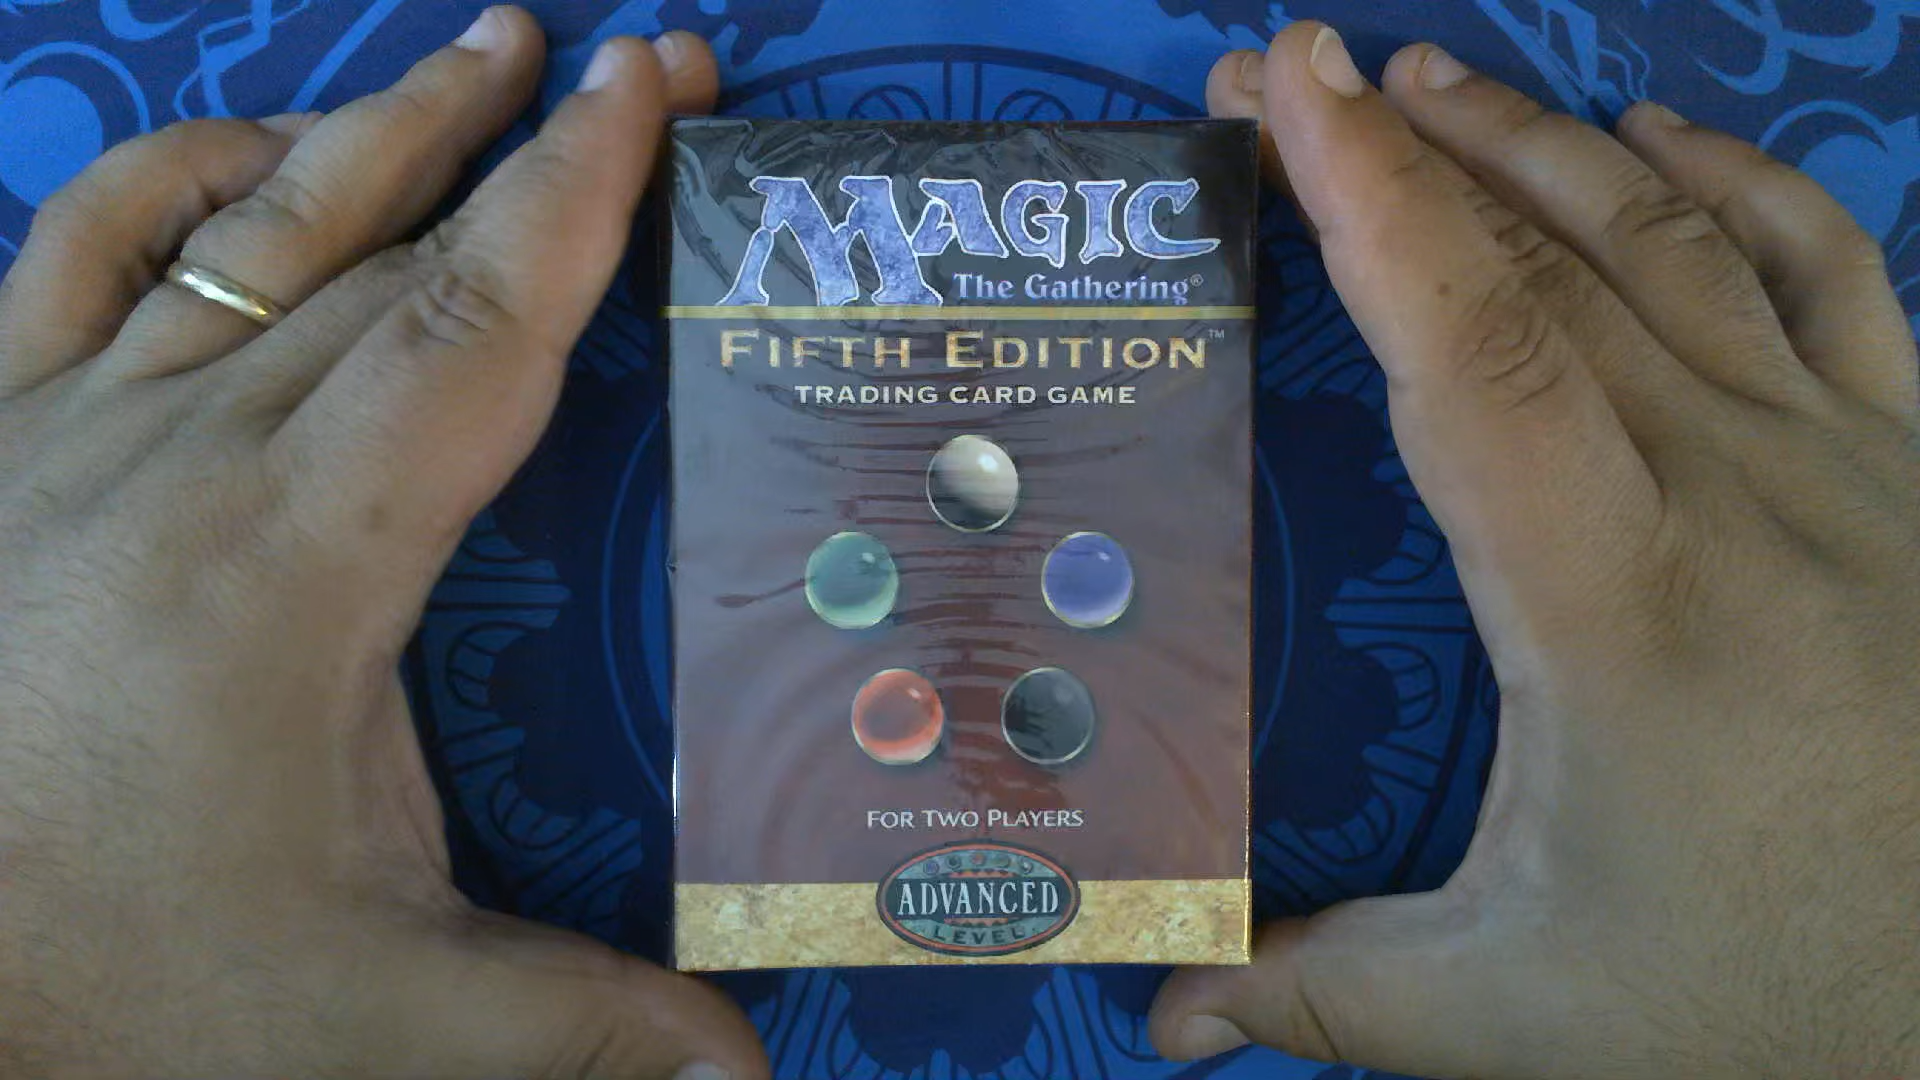 MAGIC
The Gathering®
FIFTH EDITION™
TRADING CARD GAME
FOR TWO PLAYERS
ADVANCED
LEVEL